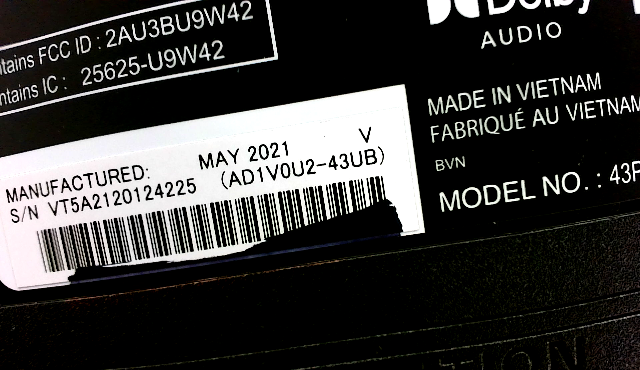 ntains FCC ID : 2AU3BU9W42
ntains IC : 25625-U9W42
Dolby
AUDIO
MANUFACTURED: MAY 2021 V
S/N VT5A2120124225 (AD1V0U2-43UB)
MADE IN VIETNAM
FABRIQUÉ AU VIETNAM
BVN
MODEL NO. : 43P